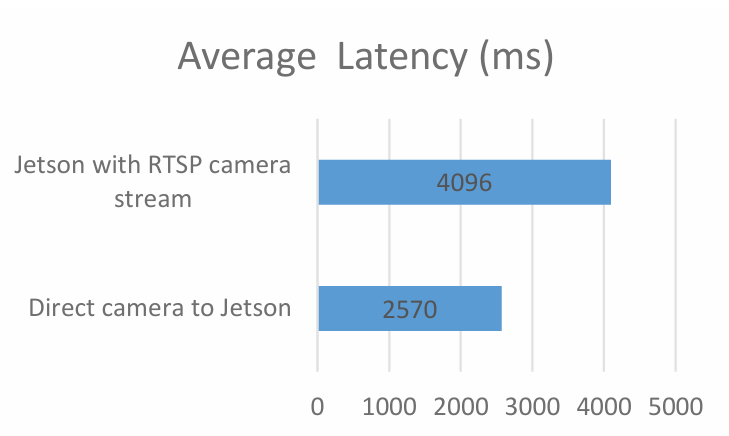 Average  Latency (ms)
Jetson with RTSP camera
stream
4096
Direct camera to Jetson
2570
0 1000 2000 3000 4000 5000